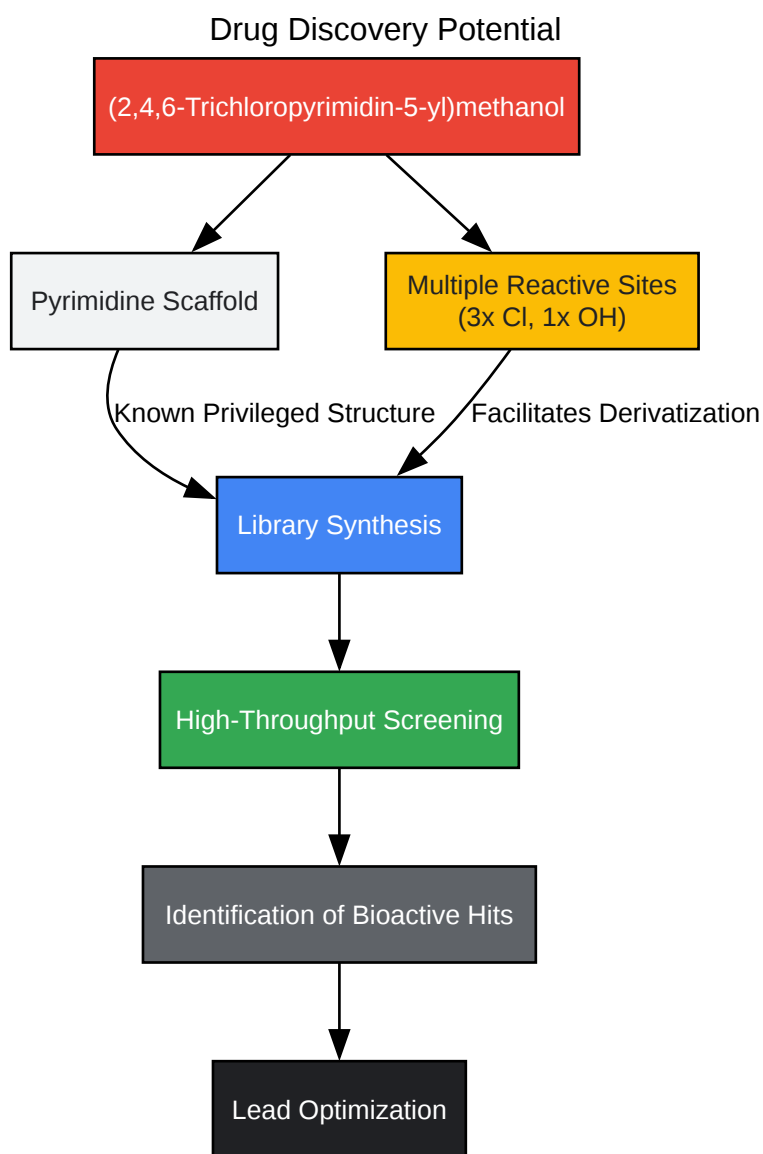 Drug Discovery Potential
(2,4,6-Trichloropyrimidin-5-yl)methanol
Pyrimidine Scaffold
Multiple Reactive Sites
(3x Cl, 1x OH)
Known Privileged Structure
Facilitates Derivatization
Library Synthesis
High-Throughput Screening
Identification of Bioactive Hits
Lead Optimization